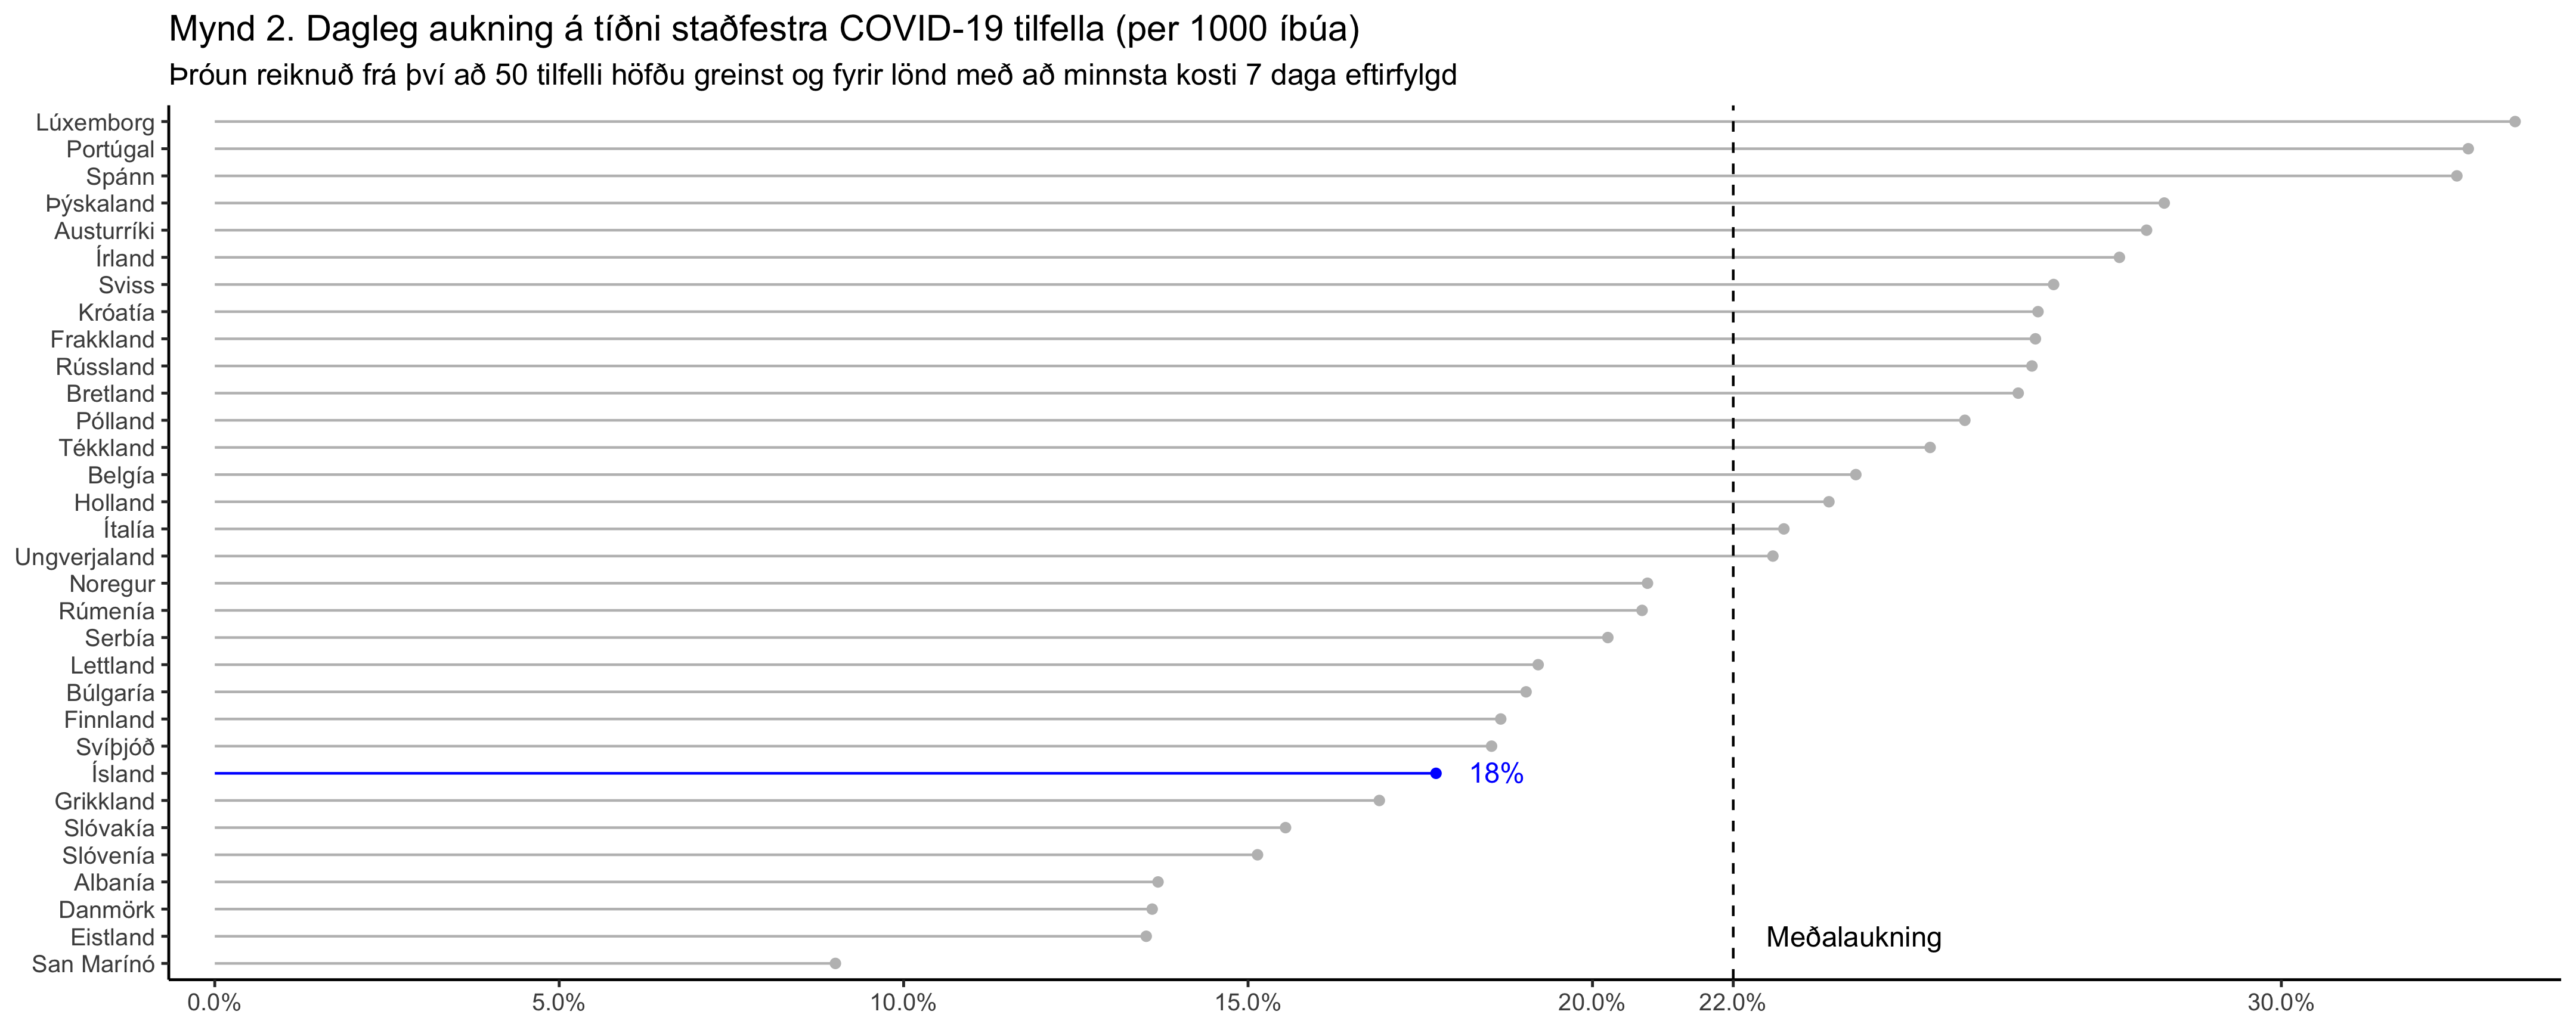 Mynd 2. Dagleg aukning á tíðni staðfestra COVID-19 tilfella (per 1000 íbúa)
Þróun reiknuð frá því að 50 tilfelli höfðu greinst og fyrir lönd með að minnsta kosti 7 daga eftirfylgd
Lúxemborg
Portúgal
Spánn
Þýskaland
Austurríki
Írland
Sviss
Króatía
Frakkland
Rússland
Bretland
Pólland
Tékkland
Belgía
Holland
Ítalía
Ungverjaland
Noregur
Rúmenía
Serbía
Lettland
Búlgaría
Finnland
Svíþjóð
Ísland 18%
Grikkland
Slóvakía
Slóvenía
Albanía
Danmörk
Eistland Meðalaukning
San Marínó
0.0% 5.0% 10.0% 15.0% 20.0% 22.0% 30.0%